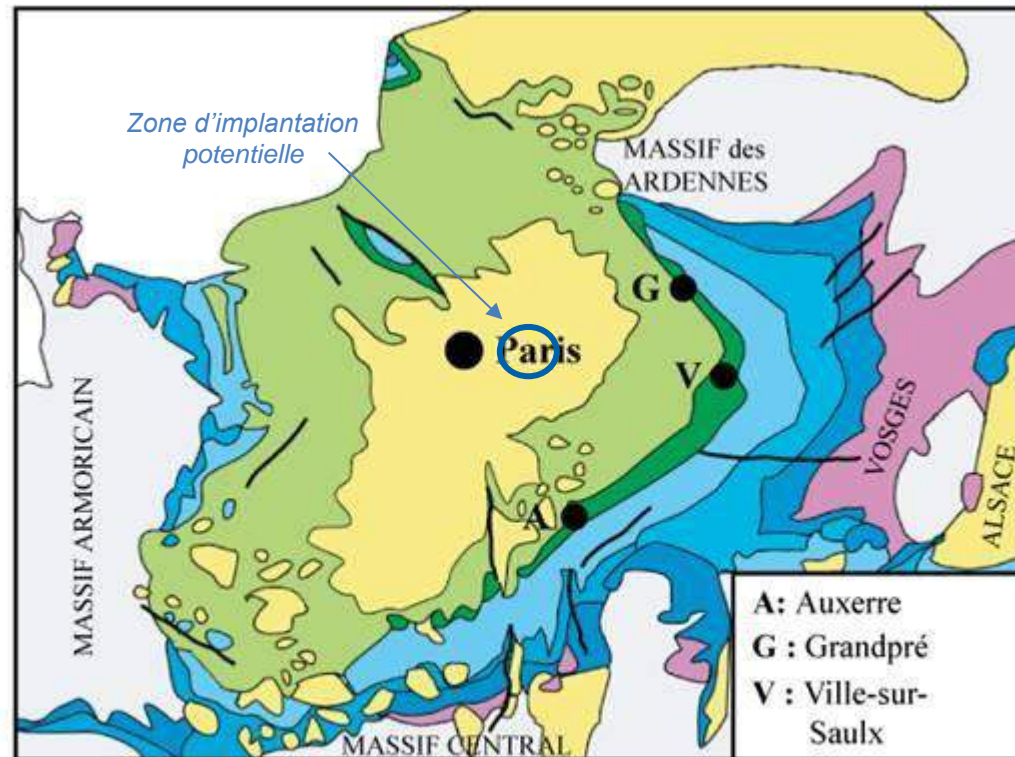 Zone d'implantation
potentielle
MASSIF des
ARDENNES
G
Paris
V
MASSIF ARMORICAIN
VOSGES
ALSACE
A
A: Auxerre
G : Grandpré
V : Ville-sur-
Saulx
MASSIF CENTRAL